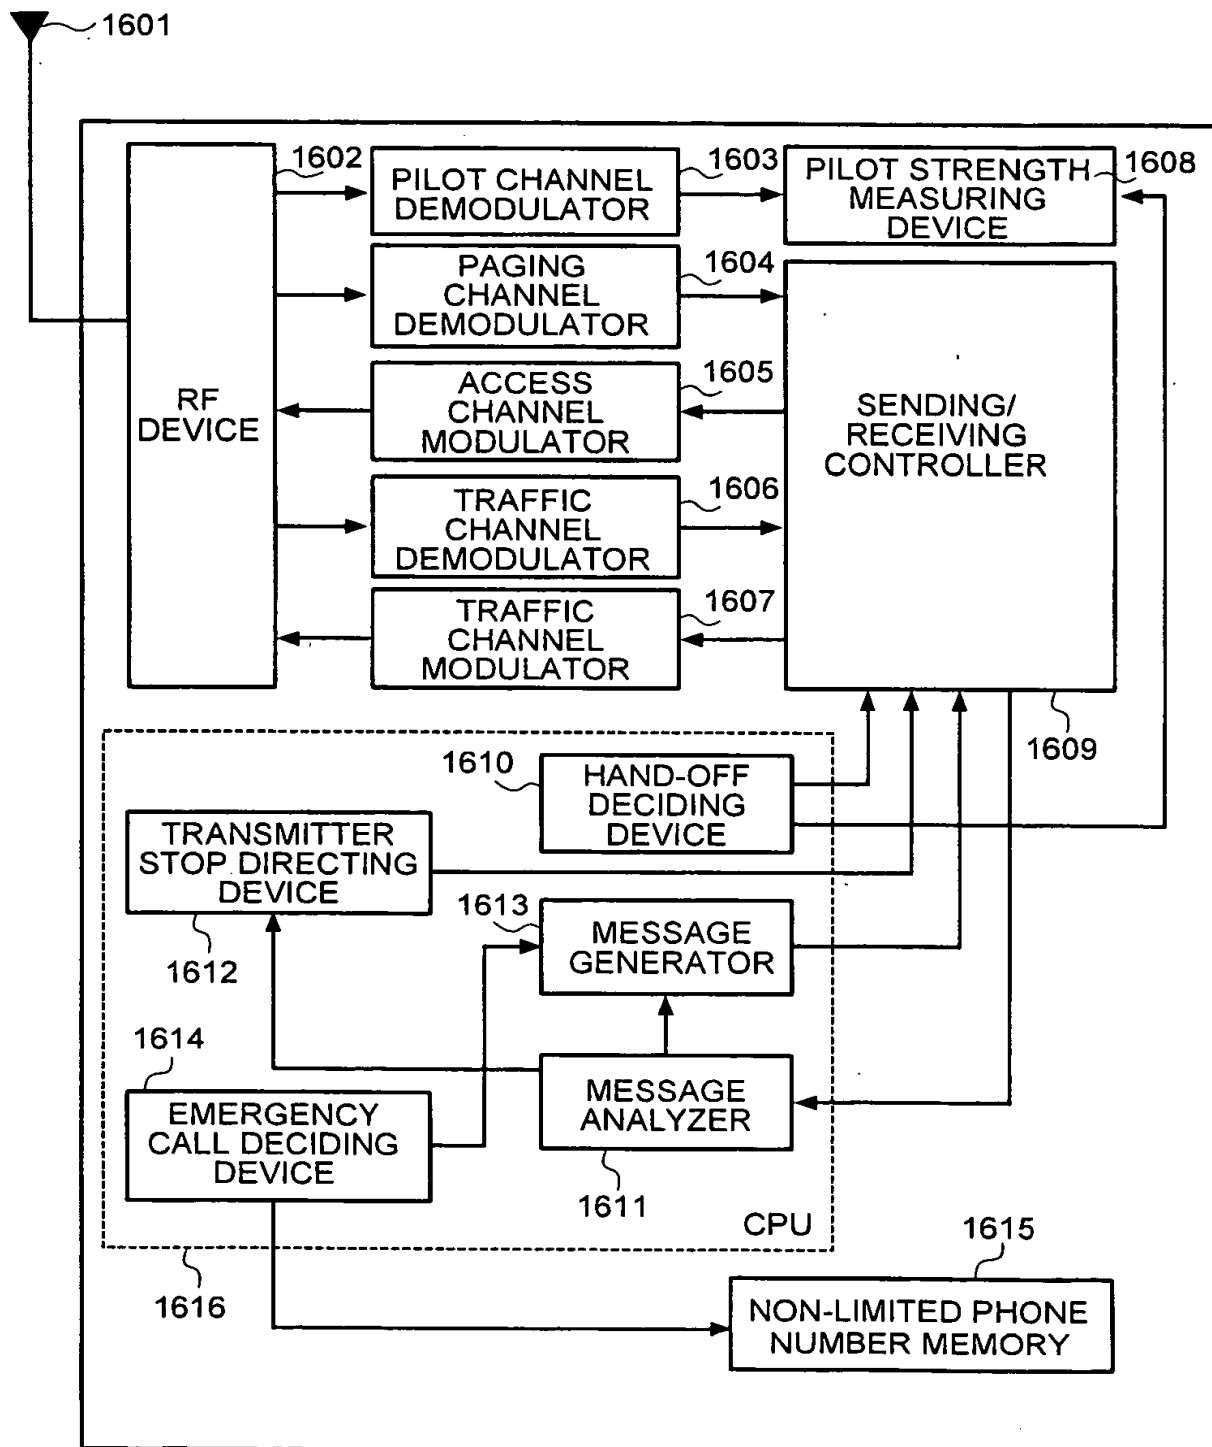 1601
1602
1603
1608
PILOT CHANNEL
DEMODULATOR
PILOT STRENGTH
MEASURING
DEVICE
PAGING
CHANNEL
DEMODULATOR
1604
RF
DEVICE
ACCESS
CHANNEL
MODULATOR
1605
SENDING/
RECEIVING
CONTROLLER
TRAFFIC
CHANNEL
DEMODULATOR
1606
TRAFFIC
CHANNEL
MODULATOR
1607
1609
1610
HAND-OFF
DECIDING
DEVICE
TRANSMITTER
STOP DIRECTING
DEVICE
1612
1613
MESSAGE
GENERATOR
1614
EMERGENCY
CALL DECIDING
DEVICE
MESSAGE
ANALYZER
1611
CPU
1616
1615
NON-LIMITED PHONE
NUMBER MEMORY